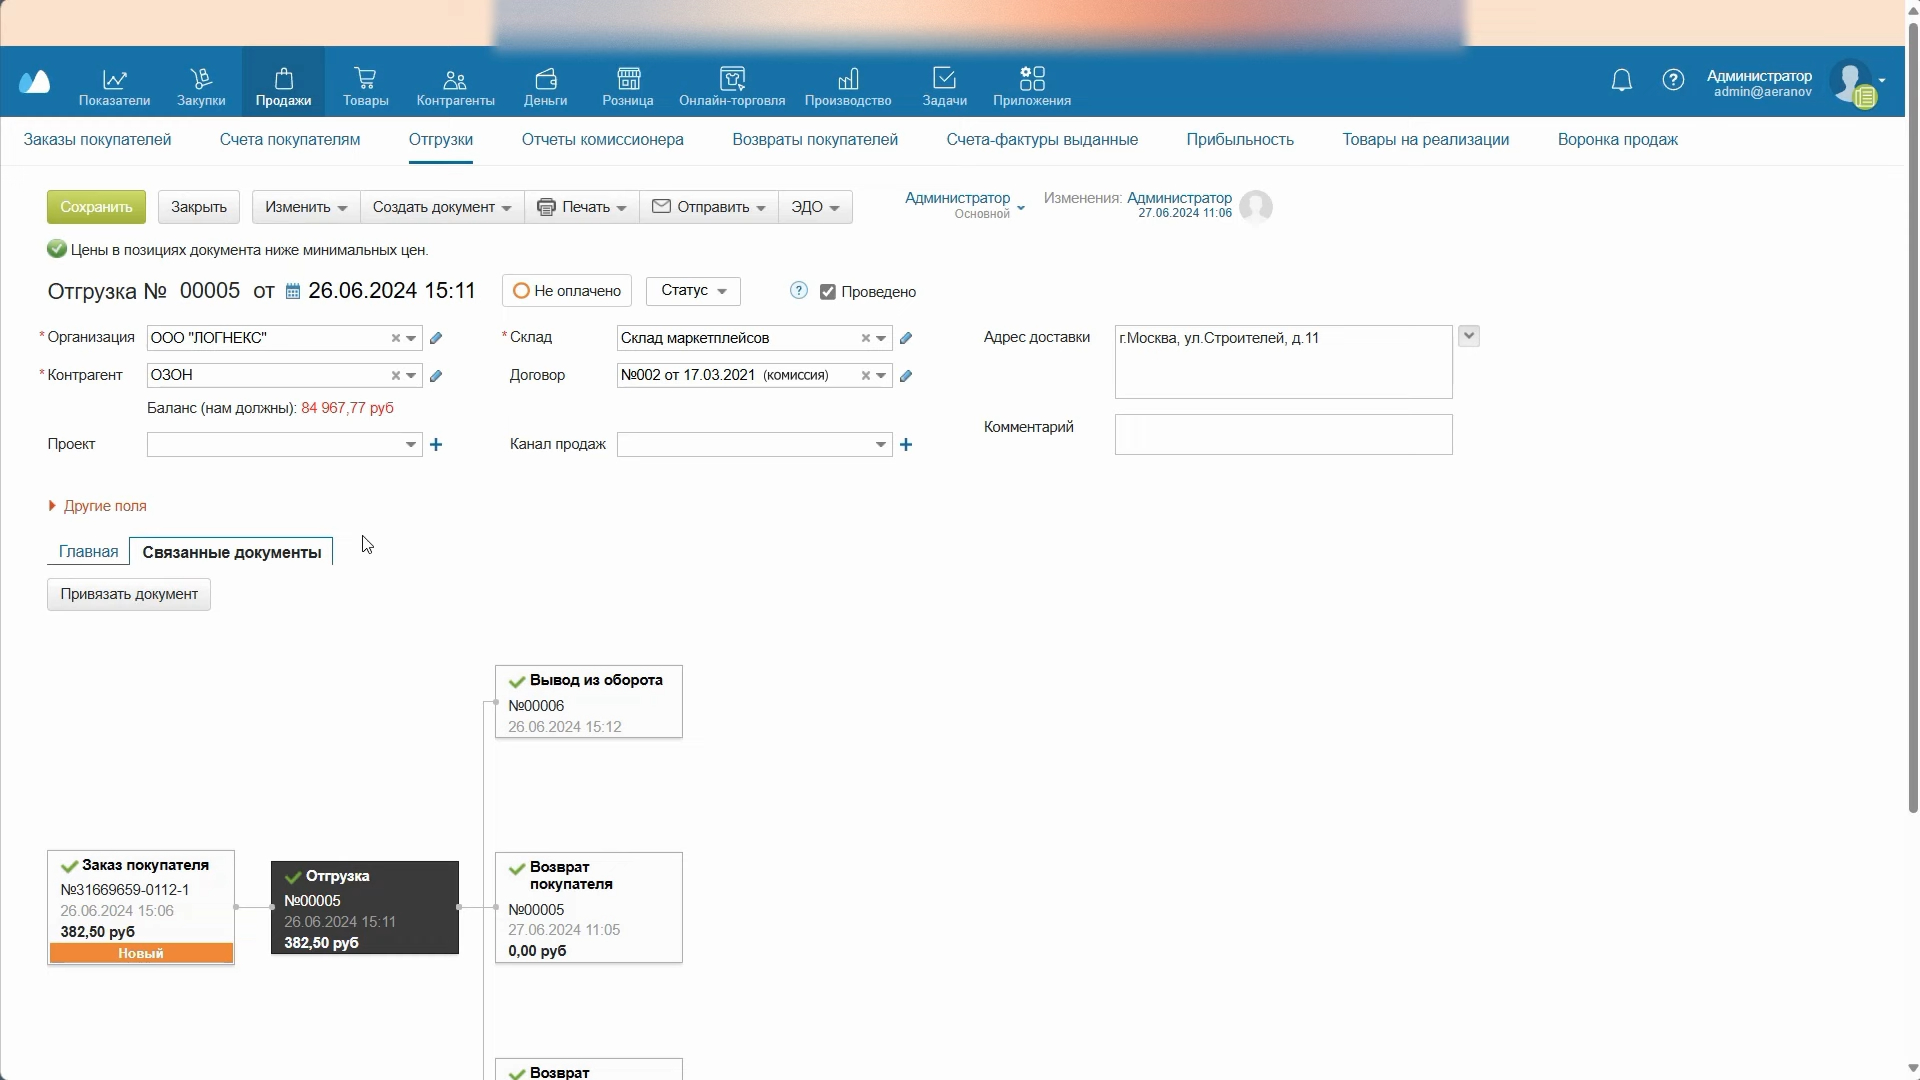 Показатели
Закупки
Продажи
Товары
Контрагенты
Деньги
Розница
Онлайн-торговля
Производство
Задачи
Приложения
Администратор
admin@aeranov
Заказы покупателей
Счета покупателям
Отгрузки
Отчеты комиссионера
Возвраты покупателей
Счета-фактуры выданные
Прибыльность
Товары на реализации
Воронка продаж
Сохранить
Закрыть
Изменить
Создать документ
Печать
Отправить
ЭДО
Администратор
Основной
Изменения: Администратор
27.06.2024 11:06
Цены в позициях документа ниже минимальных цен.
Отгрузка № 00005 от 26.06.2024 15:11
Не оплачено
Статус
Проведено
* Организация
ООО "ЛОГНЕКС"
* Склад
Склад маркетплейсов
Адрес доставки
г.Москва, ул.Строителей, д.11
* Контрагент
ОЗОН
Договор
№002 от 17.03.2021 (комиссия)
Баланс (нам должны): 84 967,77 руб
Комментарий
Проект
Канал продаж
Другие поля
Главная
Связанные документы
Привязать документ
Вывод из оборота
№00006
26.06.2024 15:12
Заказ покупателя
№31669659-0112-1
26.06.2024 15:06
382,50 руб
Новый
Отгрузка
№00005
26.06.2024 15:11
382,50 руб
Возврат
покупателя
№00005
27.06.2024 11:05
0,00 руб
Возврат